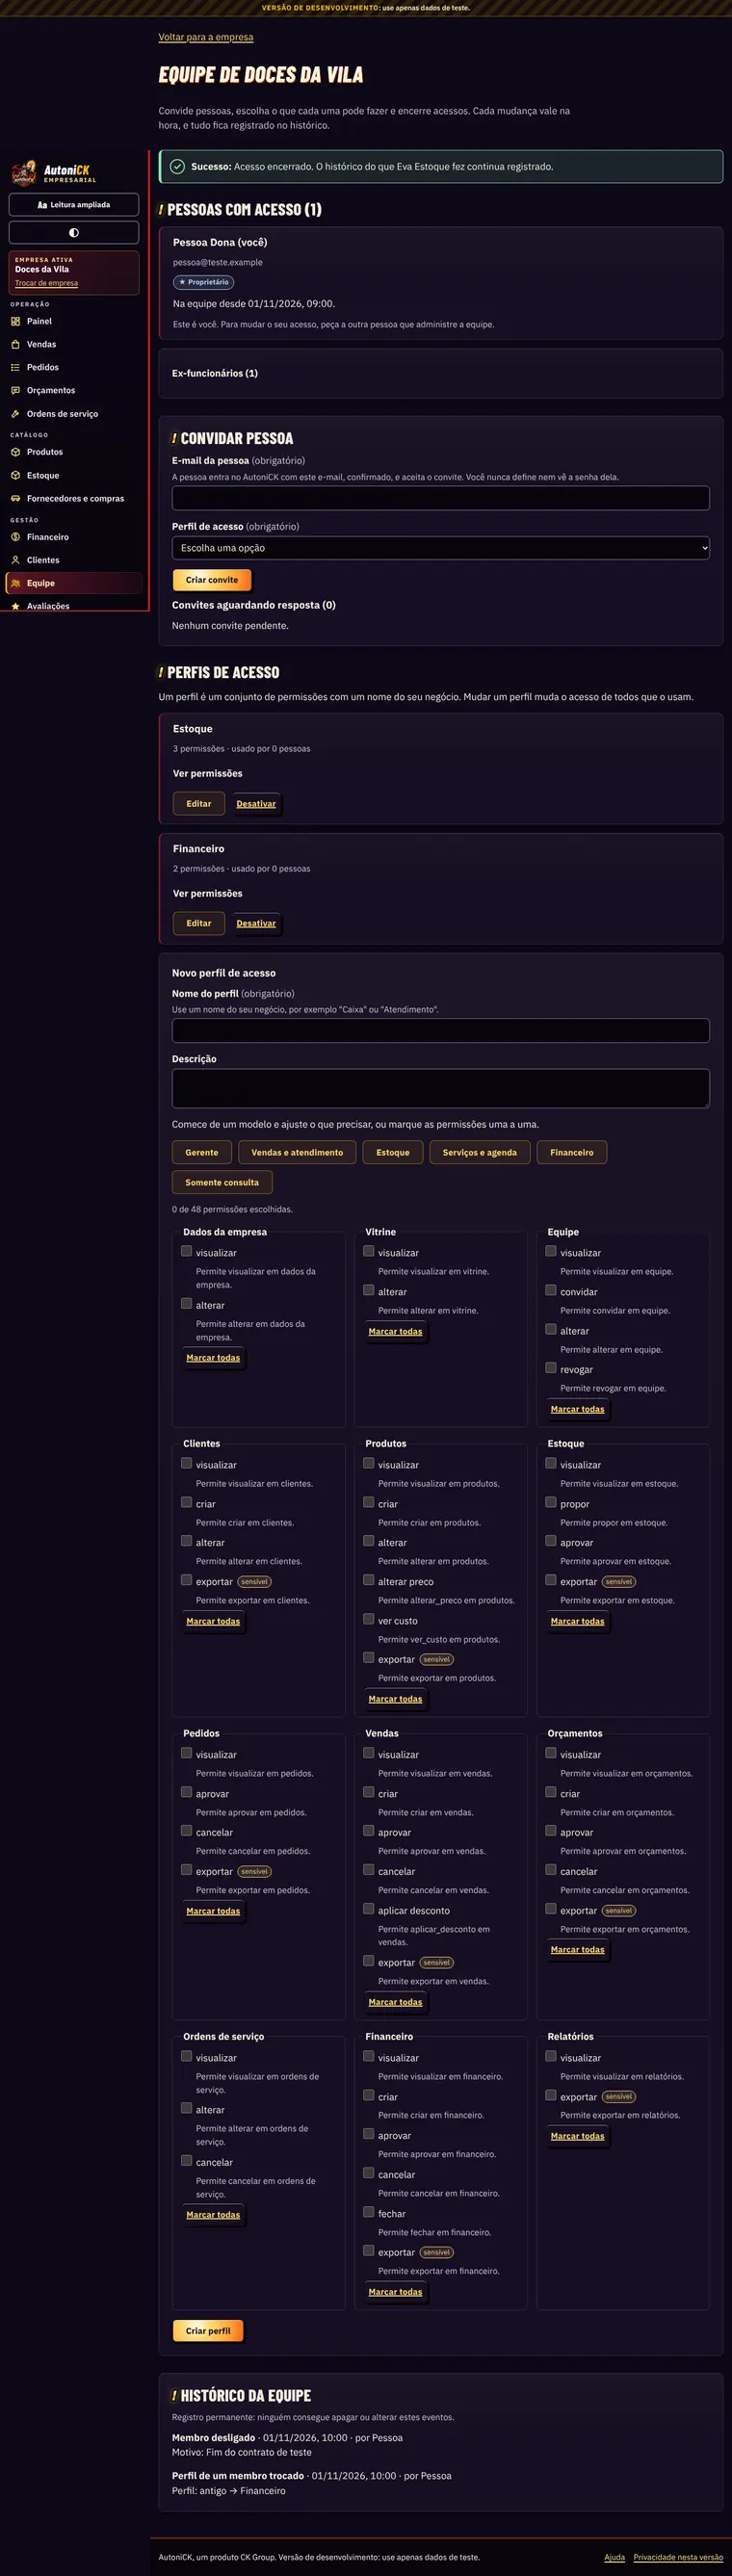 VERSÃO DE DESENVOLVIMENTO: use apenas dados de teste.
Voltar para a empresa
EQUIPE DE DOCES DA VILA
Convide pessoas, escolha o que cada uma pode fazer e encerre acessos. Cada mudança vale na
hora, e tudo fica registrado no histórico.
AutoniCK
EMPRESARIAL
Aa Leitura ampliada
EMPRESA ATIVA
Doces da Vila
Trocar de empresa
OPERAÇÃO
Painel
Vendas
Pedidos
Orçamentos
Ordens de serviço
CATÁLOGO
Produtos
Estoque
Fornecedores e compras
GESTÃO
Financeiro
Clientes
Equipe
Avaliações
Sucesso: Acesso encerrado. O histórico do que Eva Estoque fez continua registrado.
! PESSOAS COM ACESSO (1)
Pessoa Dona (você)
pessoa@teste.example
★ Proprietário
Na equipe desde 01/11/2026, 09:00.
Este é você. Para mudar o seu acesso, peça a outra pessoa que administre a equipe.
Ex-funcionários (1)
! CONVIDAR PESSOA
E-mail da pessoa (obrigatório)
A pessoa entra no AutoniCK com este e-mail, confirmado, e aceita o convite. Você nunca define nem vê a senha dela.
Perfil de acesso (obrigatório)
Escolha uma opção
Criar convite
Convites aguardando resposta (0)
Nenhum convite pendente.
! PERFIS DE ACESSO
Um perfil é um conjunto de permissões com um nome do seu negócio. Mudar um perfil muda o acesso de todos que o usam.
Estoque
3 permissões · usado por 0 pessoas
Ver permissões
Editar Desativar
Financeiro
2 permissões · usado por 0 pessoas
Ver permissões
Editar Desativar
Novo perfil de acesso
Nome do perfil (obrigatório)
Use um nome do seu negócio, por exemplo "Caixa" ou "Atendimento".
Descrição
Comece de um modelo e ajuste o que precisar, ou marque as permissões uma a uma.
Gerente Vendas e atendimento Estoque Serviços e agenda Financeiro
Somente consulta
0 de 48 permissões escolhidas.
Dados da empresa
visualizar
Permite visualizar em dados da
empresa.
alterar
Permite alterar em dados da
empresa.
Marcar todas
Vitrine
visualizar
Permite visualizar em vitrine.
alterar
Permite alterar em vitrine.
Marcar todas
Equipe
visualizar
Permite visualizar em equipe.
convidar
Permite convidar em equipe.
alterar
Permite alterar em equipe.
revogar
Permite revogar em equipe.
Marcar todas
Clientes
visualizar
Permite visualizar em clientes.
criar
Permite criar em clientes.
alterar
Permite alterar em clientes.
exportar sensível
Permite exportar em clientes.
Marcar todas
Produtos
visualizar
Permite visualizar em produtos.
criar
Permite criar em produtos.
alterar
Permite alterar em produtos.
alterar preco
Permite alterar_preco em produtos.
ver custo
Permite ver_custo em produtos.
exportar sensível
Permite exportar em produtos.
Marcar todas
Estoque
visualizar
Permite visualizar em estoque.
propor
Permite propor em estoque.
aprovar
Permite aprovar em estoque.
exportar sensível
Permite exportar em estoque.
Marcar todas
Pedidos
visualizar
Permite visualizar em pedidos.
aprovar
Permite aprovar em pedidos.
cancelar
Permite cancelar em pedidos.
exportar sensível
Permite exportar em pedidos.
Marcar todas
Vendas
visualizar
Permite visualizar em vendas.
criar
Permite criar em vendas.
aprovar
Permite aprovar em vendas.
cancelar
Permite cancelar em vendas.
aplicar desconto
Permite aplicar_desconto em
vendas.
exportar sensível
Permite exportar em vendas.
Marcar todas
Orçamentos
visualizar
Permite visualizar em orçamentos.
criar
Permite criar em orçamentos.
aprovar
Permite aprovar em orçamentos.
cancelar
Permite cancelar em orçamentos.
exportar sensível
Permite exportar em orçamentos.
Marcar todas
Ordens de serviço
visualizar
Permite visualizar em ordens de
serviço.
alterar
Permite alterar em ordens de
serviço.
cancelar
Permite cancelar em ordens de
serviço.
Marcar todas
Financeiro
visualizar
Permite visualizar em financeiro.
criar
Permite criar em financeiro.
aprovar
Permite aprovar em financeiro.
cancelar
Permite cancelar em financeiro.
fechar
Permite fechar em financeiro.
exportar sensível
Permite exportar em financeiro.
Marcar todas
Relatórios
visualizar
Permite visualizar em relatórios.
exportar sensível
Permite exportar em relatórios.
Marcar todas
Criar perfil
! HISTÓRICO DA EQUIPE
Registro permanente: ninguém consegue apagar ou alterar estes eventos.
Membro desligado · 01/11/2026, 10:00 · por Pessoa
Motivo: Fim do contrato de teste
Perfil de um membro trocado · 01/11/2026, 10:00 · por Pessoa
Perfil: antigo → Financeiro
AutoniCK, um produto CK Group. Versão de desenvolvimento: use apenas dados de teste.
Ajuda Privacidade nesta versão